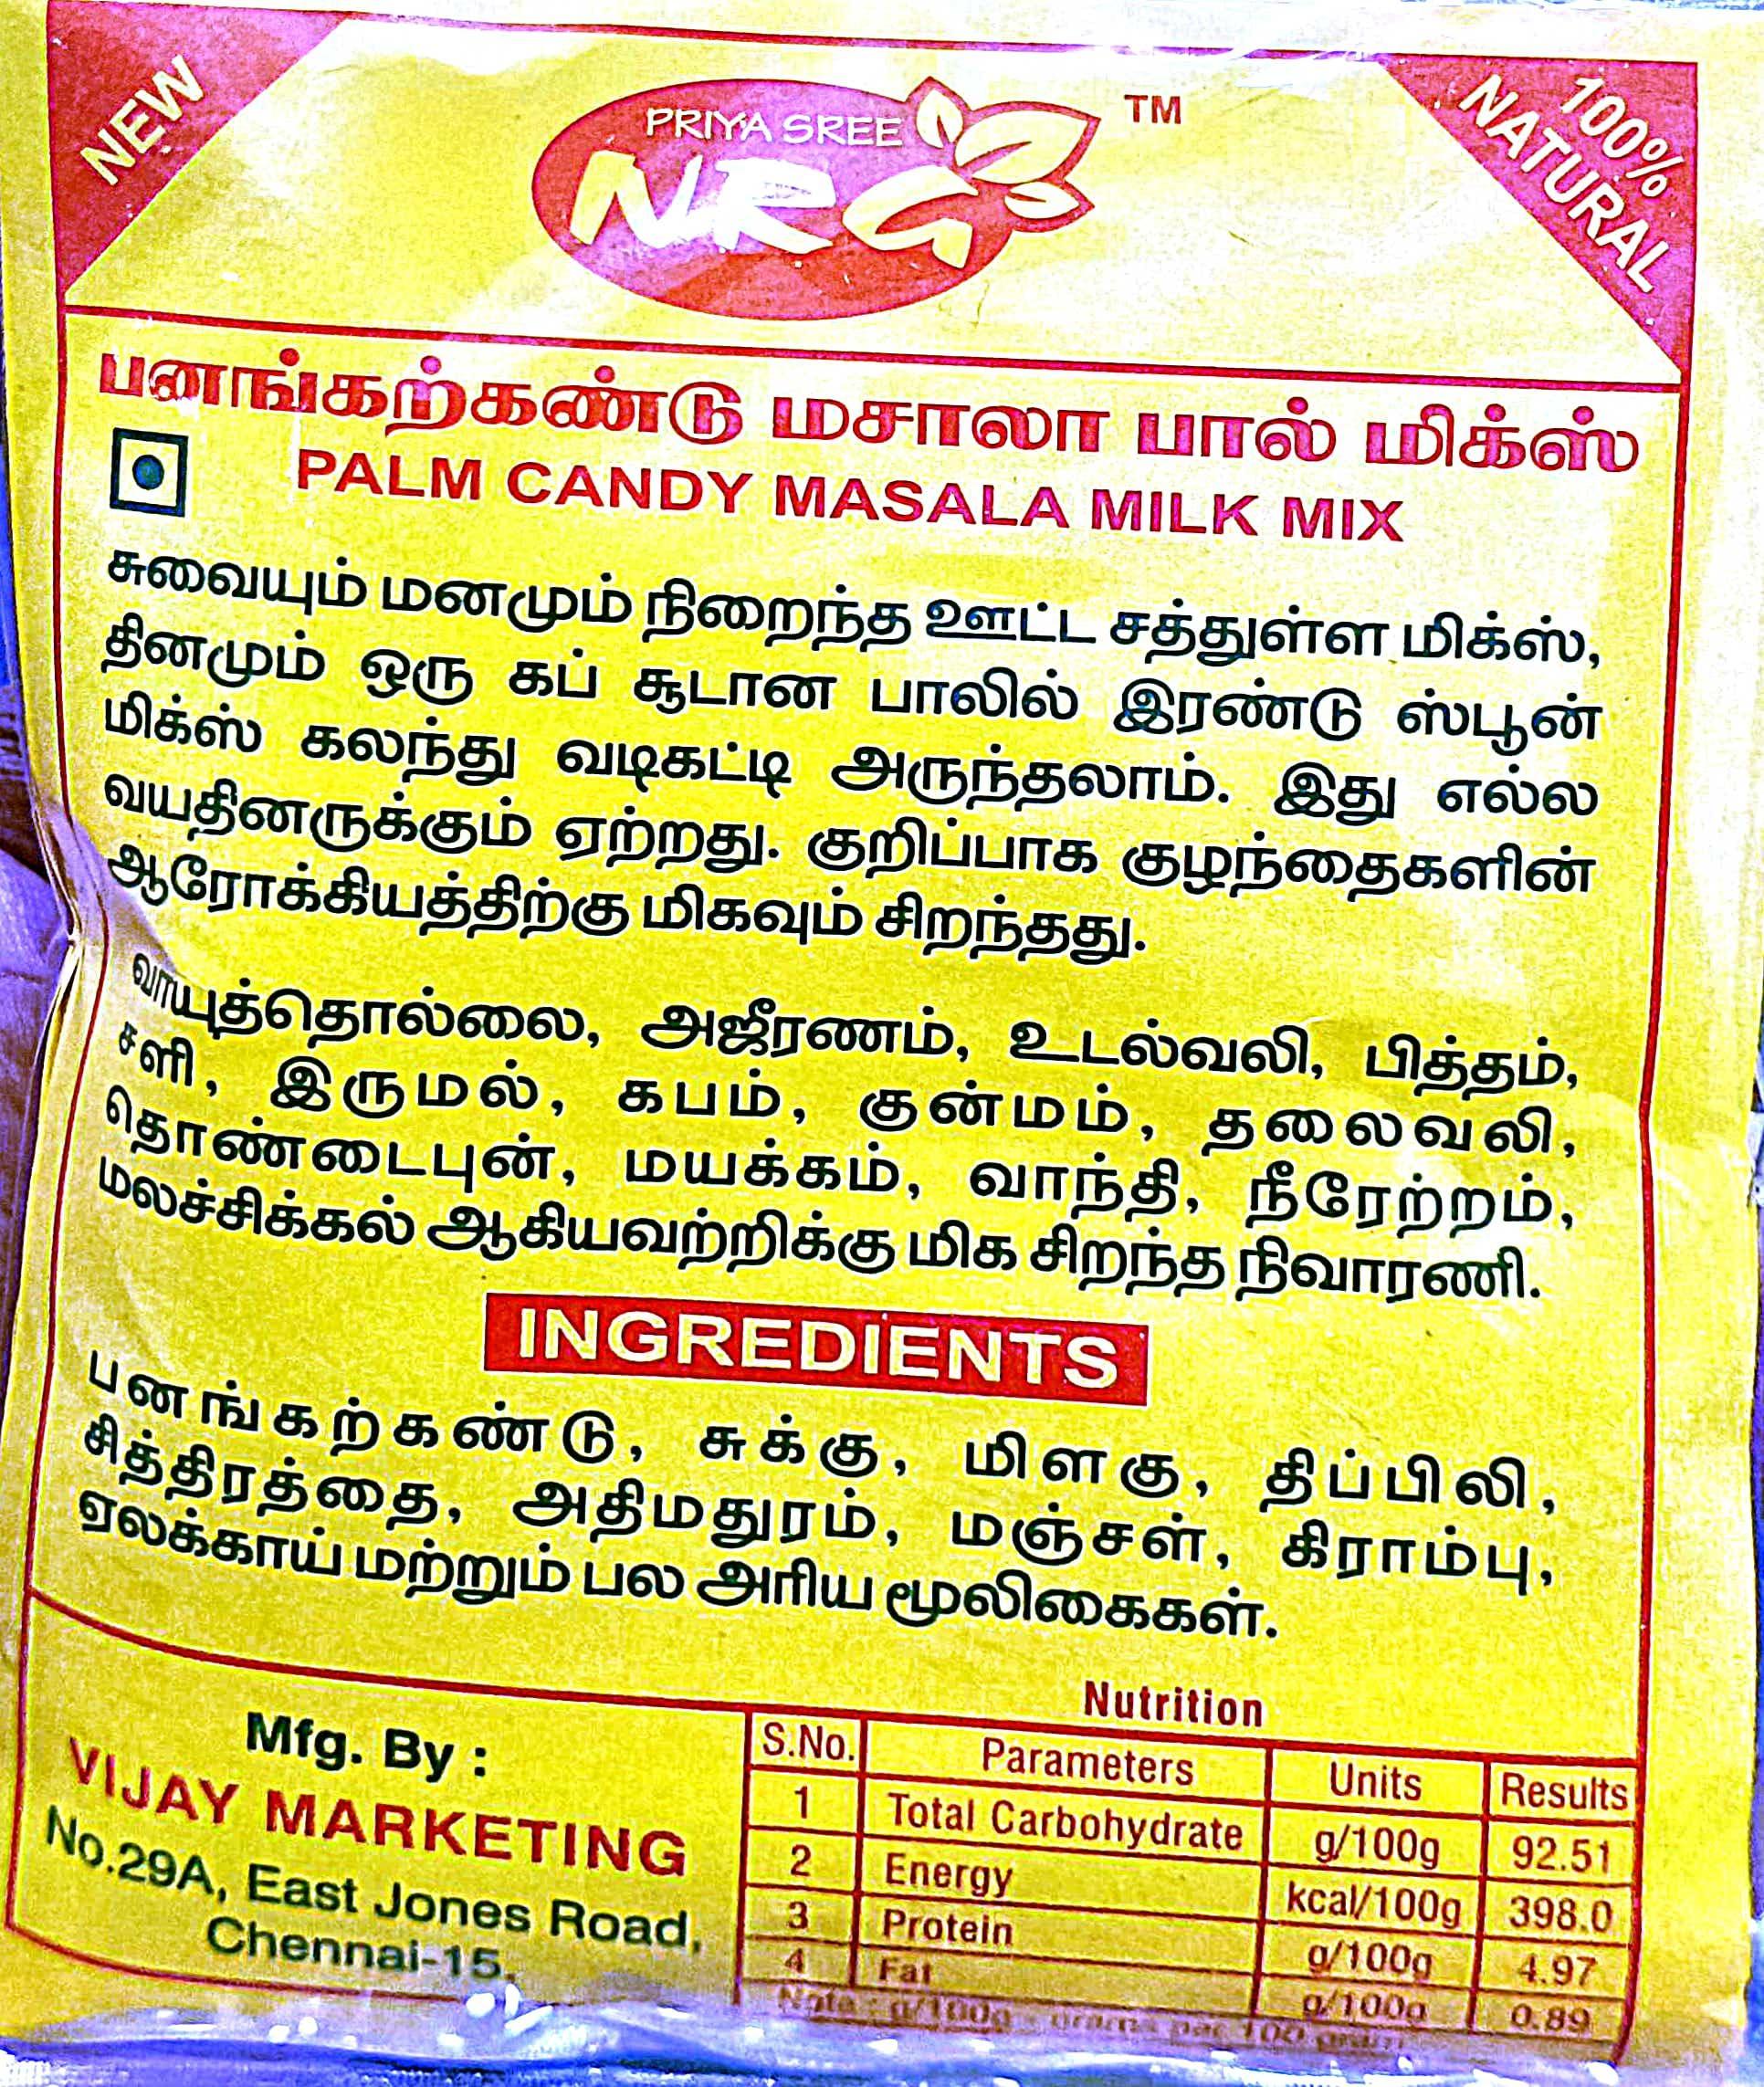 NEW
100%
NATURAL
PRIYA SREE
NRG
TM
பனங்கற்கண்டு மசாலா பால் மிக்ஸ்
PALM CANDY MASALA MILK MIX
சுவையும் மனமும் நிறைந்த ஊட்ட சத்துள்ள மிக்ஸ்,
தினமும் ஒரு கப் சூடான பாலில் இரண்டு ஸ்பூன்
மிக்ஸ் கலந்து வடிகட்டி அருந்தலாம். இது எல்ல
வயதினருக்கும் ஏற்றது. குறிப்பாக குழந்தைகளின்
ஆரோக்கியத்திற்கு மிகவும் சிறந்தது.
வாயுத்தொல்லை, அஜீரணம், உடல்வலி, பித்தம்,
சளி, இருமல், கபம், குன்மம், தலைவலி,
தொண்டைபுன், மயக்கம், வாந்தி, நீரேற்றம்,
மலச்சிக்கல் ஆகியவற்றிக்கு மிக சிறந்த நிவாரணி.
INGREDIENTS
பனங்கற்கண்டு, சுக்கு, மிளகு, திப்பிலி,
சித்திரத்தை, அதிமதுரம், மஞ்சள், கிராம்பு,
ஏலக்காய் மற்றும் பல அரிய மூலிகைகள்.
Mfg. By :
VIJAY MARKETING
No.29A, East Jones Road,
Chennai-15.
Nutrition
S.No. Parameters Units Results
1 Total Carbohydrate g/100g 92.51
2 Energy kcal/100g 398.0
3 Protein g/100g 4.97
4 Fat g/100g 0.89
Note : g/100g - grams per 100 gram